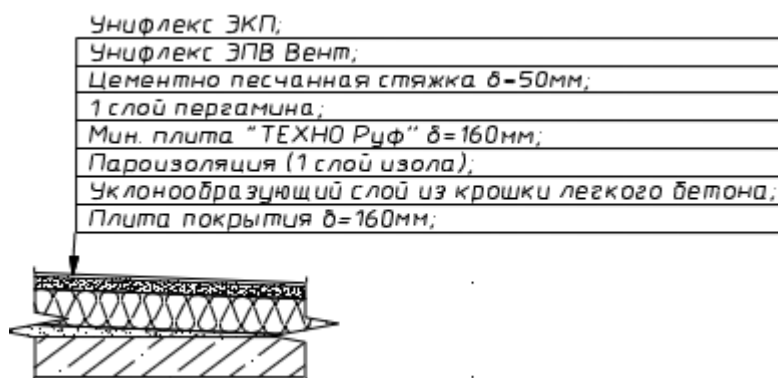 Унифлекс ЭКП;
Унифлекс ЭПВ Вент;
Цементно песчанная стяжка δ=50мм;
1 слой пергамина;
Мин. плита "ТЕХНО Руф" δ=160мм;
Пароизоляция (1 слой изола);
Уклонообразующий слой из крошки легкого бетона;
Плита покрытия δ=160мм;